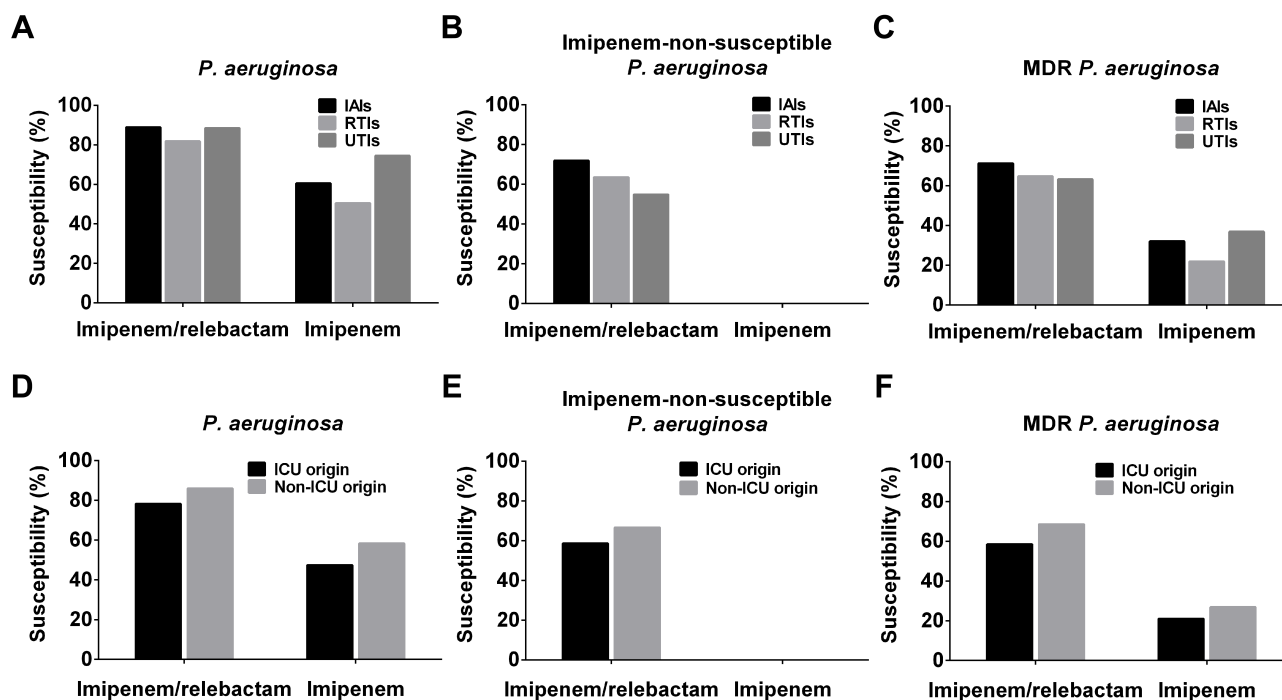 A
P. aeruginosa
Susceptibility (%)
100
80
60
40
20
0
IAIs
RTIs
UTIs
Imipenem/relebactam
Imipenem
B
Imipenem-non-susceptible
P. aeruginosa
100
80
60
40
20
0
IAIs
RTIs
UTIs
Imipenem/relebactam
Imipenem
C
MDR P. aeruginosa
Susceptibility (%)
100
80
60
40
20
0
IAIs
RTIs
UTIs
Imipenem/relebactam
Imipenem
D
P. aeruginosa
Susceptibility (%)
100
80
60
40
20
0
ICU origin
Non-ICU origin
Imipenem/relebactam
Imipenem
E
Imipenem-non-susceptible
P. aeruginosa
Susceptibility (%)
100
80
60
40
20
0
ICU origin
Non-ICU origin
Imipenem/relebactam
Imipenem
F
MDR P. aeruginosa
Susceptibility (%)
100
80
60
40
20
0
ICU origin
Non-ICU origin
Imipenem/relebactam
Imipenem